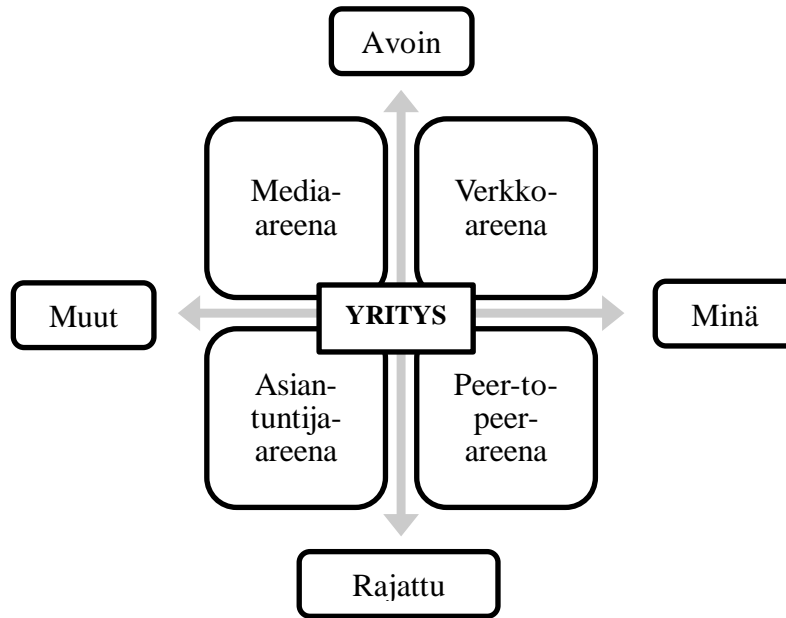 Avoin
Media-
areena
Verkko-
areena
Muut
YRITYS
Minä
Asian-
tuntija-
areena
Peer-to-
peer-
areena
Rajattu